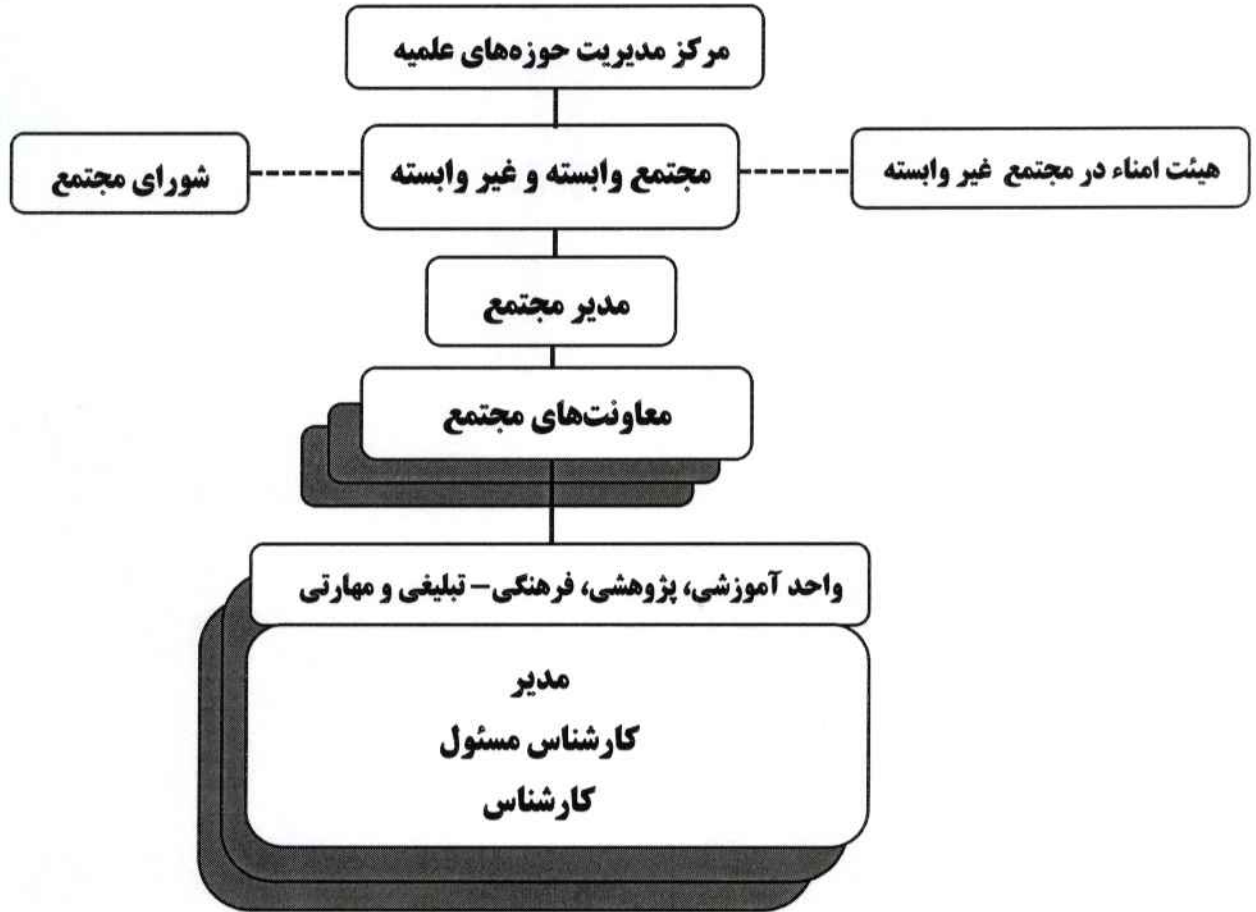 مرکز مدیریت حوزه‌های علمیه
هیئت امناء در مجتمع غیر وابسته
مجتمع وابسته و غیر وابسته
شورای مجتمع
مدیر مجتمع
معاونت‌های مجتمع
واحد آموزشی، پژوهشی، فرهنگی– تبلیغی و مهارتی
مدیر
کارشناس مسئول
کارشناس